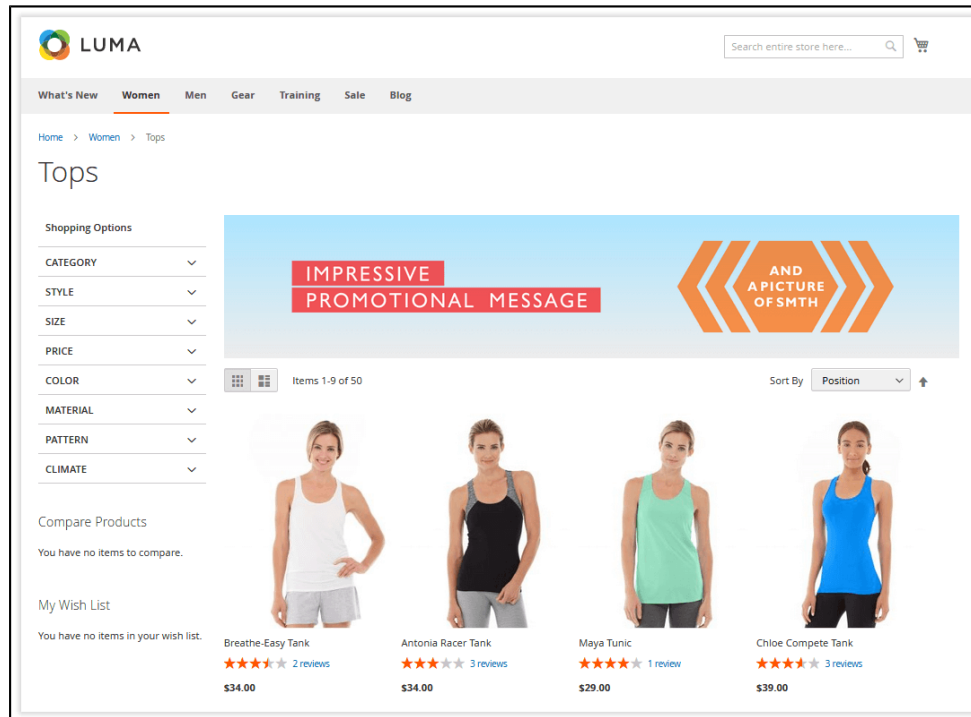 LUMA
Search entire store here...
What's New Women Men Gear Training Sale Blog
Home > Women > Tops
Tops
Shopping Options
CATEGORY
STYLE
SIZE
PRICE
COLOR
MATERIAL
PATTERN
CLIMATE
Compare Products
You have no items to compare.
My Wish List
You have no items in your wish list.
IMPRESSIVE
PROMOTIONAL MESSAGE
AND
A PICTURE
OF SMTH
Items 1-9 of 50
Sort By Position
Breathe-Easy Tank
2 reviews
$34.00
Antonia Racer Tank
3 reviews
$34.00
Maya Tunic
1 review
$29.00
Chloe Compete Tank
3 reviews
$39.00